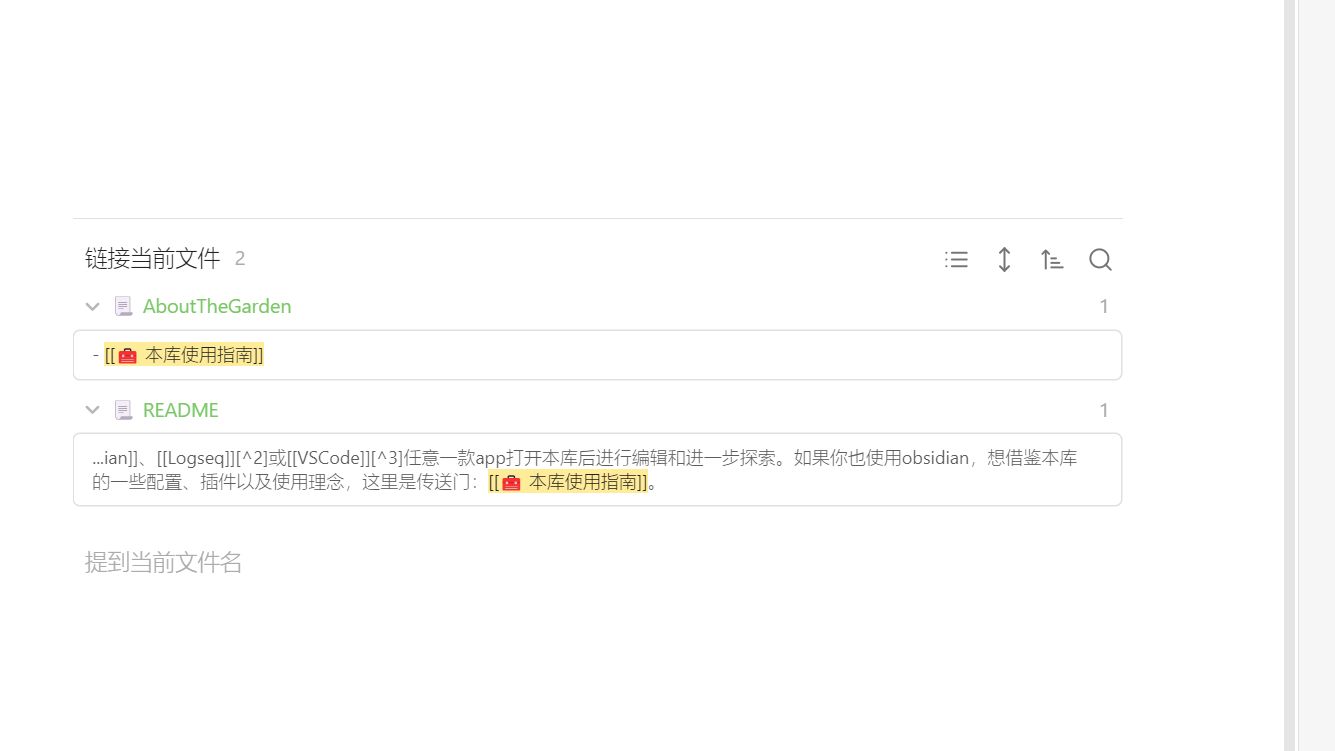 链接当前文件 2
AboutTheGarden 1
- [[🧰 本库使用指南]]
README 1
...ian]]、[[Logseq]][^2]或[[VSCode]][^3]任意一款app打开本库后进行编辑和进一步探索。如果你也使用obsidian，想借鉴本库
的一些配置、插件以及使用理念，这里是传送门：[[🧰 本库使用指南]]。
提到当前文件名